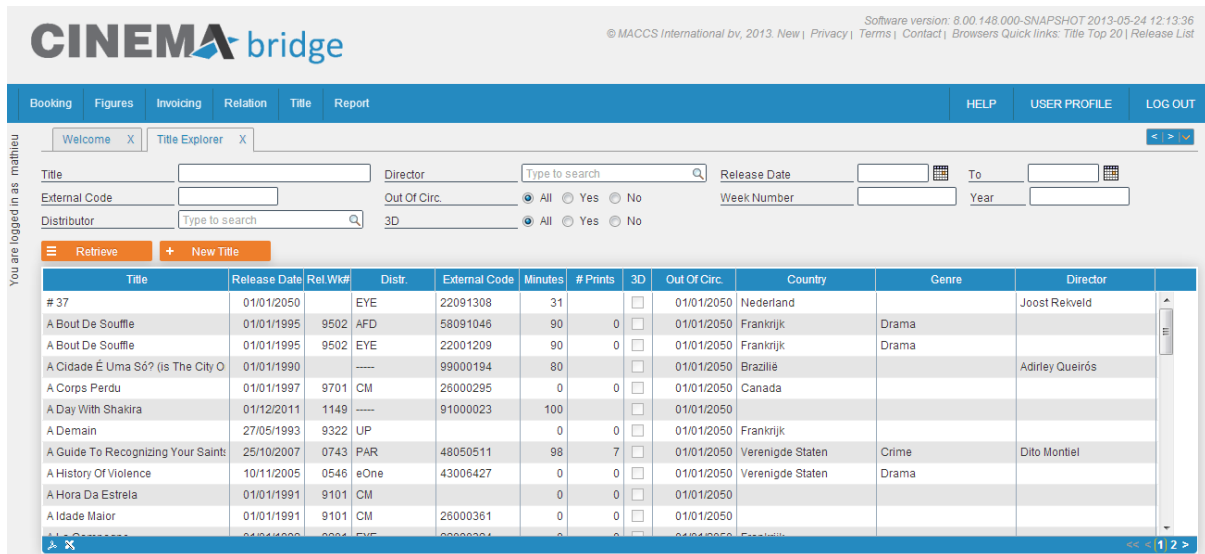 Software version: 8.00.148.000-SNAPSHOT 2013-05-24 12:13:36
© MACCS International bv, 2013. New | Privacy | Terms | Contact | Browsers Quick links: Title Top 20 | Release List
CINEMA bridge
Booking Figures Invoicing Relation Title Report HELP USER PROFILE LOG OUT
You are logged in as mathieu
Welcome X Title Explorer X < | > |
Title Director Type to search Release Date To
External Code Out Of Circ. All Yes No Week Number Year
Distributor Type to search 3D All Yes No
Retrieve + New Title
Title Release Date Rel.Wk# Distr. External Code Minutes # Prints 3D Out Of Circ. Country Genre Director
# 37 01/01/2050 EYE 22091308 31 01/01/2050 Nederland Joost Rekveld
A Bout De Souffle 01/01/1995 9502 AFD 58091046 90 0 01/01/2050 Frankrijk Drama
A Bout De Souffle 01/01/1995 9502 EYE 22001209 90 0 01/01/2050 Frankrijk Drama
A Cidade É Uma Só? (is The City O 01/01/1990 ----- 99000194 80 01/01/2050 Brazilië Adirley Queirós
A Corps Perdu 01/01/1997 9701 CM 26000295 0 0 01/01/2050 Canada
A Day With Shakira 01/12/2011 1149 ----- 91000023 100 01/01/2050
A Demain 27/05/1993 9322 UP 0 0 01/01/2050 Frankrijk
A Guide To Recognizing Your Saints 25/10/2007 0743 PAR 48050511 98 7 01/01/2050 Verenigde Staten Crime Dito Montiel
A History Of Violence 10/11/2005 0546 eOne 43006427 0 0 01/01/2050 Verenigde Staten Drama
A Hora Da Estrela 01/01/1991 9101 CM 0 0 01/01/2050
A Idade Maior 01/01/1991 9101 CM 26000361 0 0 01/01/2050
<< < 1 2 >